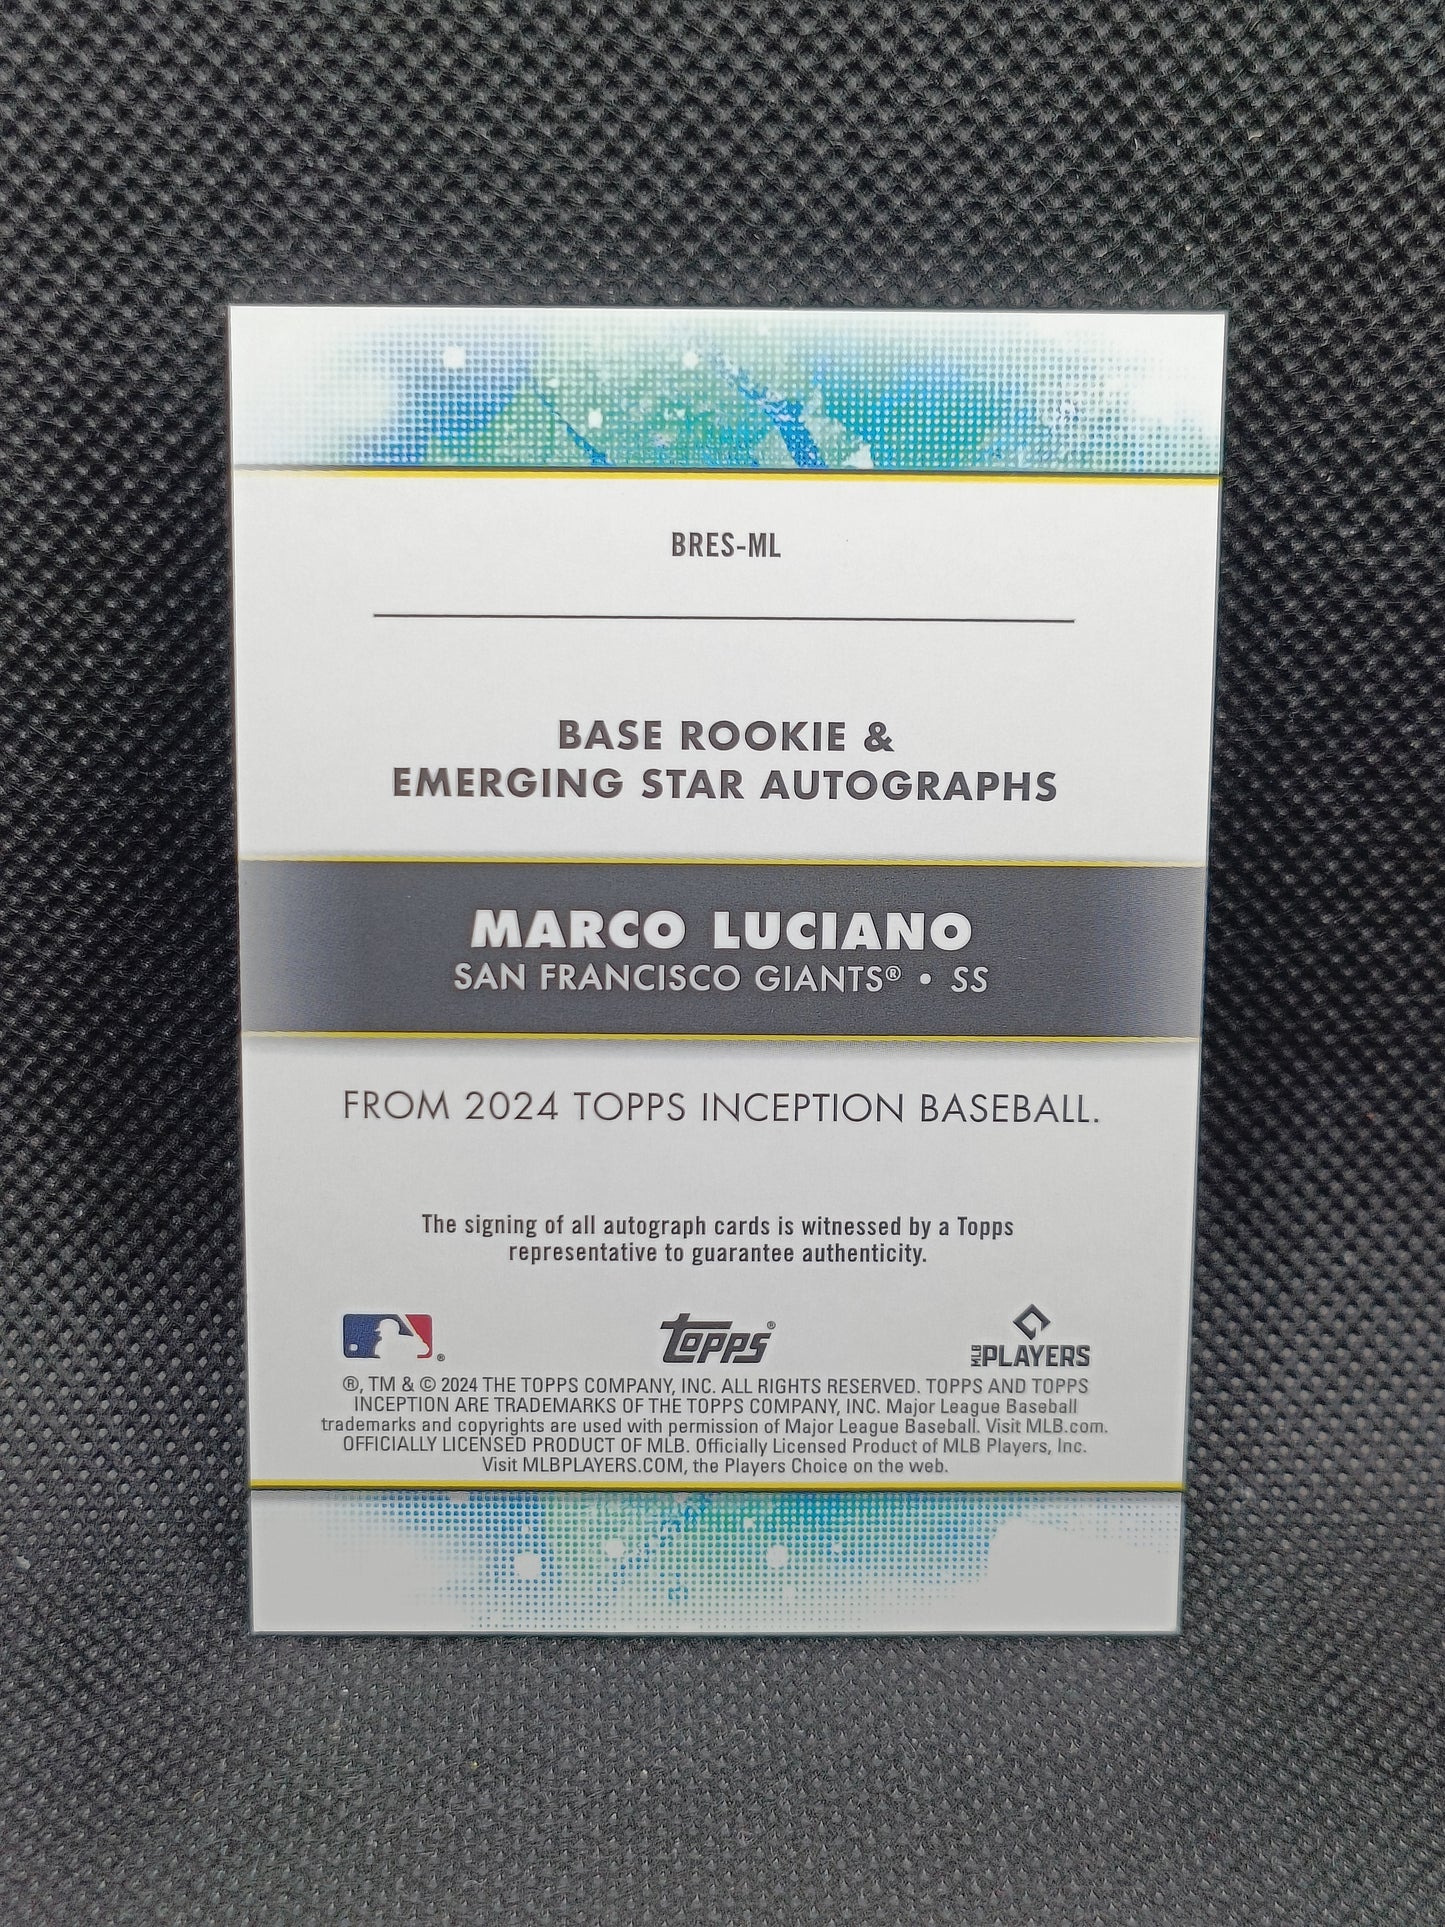 BRES-ML
BASE ROOKIE &
EMERGING STAR AUTOGRAPHS
MARCO LUCIANO
SAN FRANCISCO GIANTS® • SS
FROM 2024 TOPPS INCEPTION BASEBALL.
The signing of all autograph cards is witnessed by a Topps
representative to guarantee authenticity.
® topps® MLB PLAYERS
®, TM & © 2024 THE TOPPS COMPANY, INC. ALL RIGHTS RESERVED. TOPPS AND TOPPS
INCEPTION ARE TRADEMARKS OF THE TOPPS COMPANY, INC. Major League Baseball
trademarks and copyrights are used with permission of Major League Baseball. Visit MLB.com.
OFFICIALLY LICENSED PRODUCT OF MLB. Officially Licensed Product of MLB Players, Inc.
Visit MLBPLAYERS.COM, the Players Choice on the web.